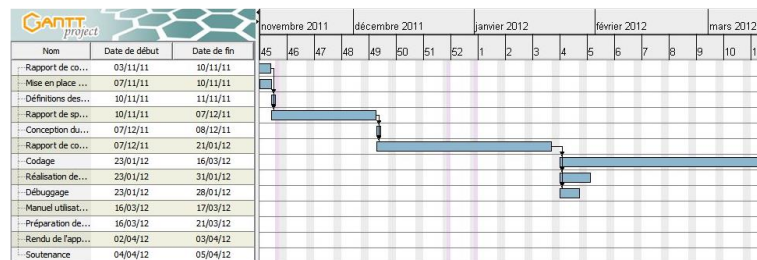 GANTT project
novembre 2011 décembre 2011 janvier 2012 février 2012 mars 2012
Nom Date de début Date de fin 45 46 47 48 49 50 51 52 1 2 3 4 5 6 7 8 9 10 1
Rapport de co... 03/11/11 10/11/11
Mise en place ... 07/11/11 10/11/11
Définitions des... 10/11/11 11/11/11
Rapport de sp... 10/11/11 07/12/11
Conception du... 07/12/11 08/12/11
Rapport de co... 07/12/11 21/01/12
Codage 23/01/12 16/03/12
Réalisation de... 23/01/12 31/01/12
Débuggage 23/01/12 28/01/12
Manuel utilisat... 16/03/12 17/03/12
Préparation de... 16/03/12 21/03/12
Rendu de l'app... 02/04/12 03/04/12
Soutenance 04/04/12 05/04/12